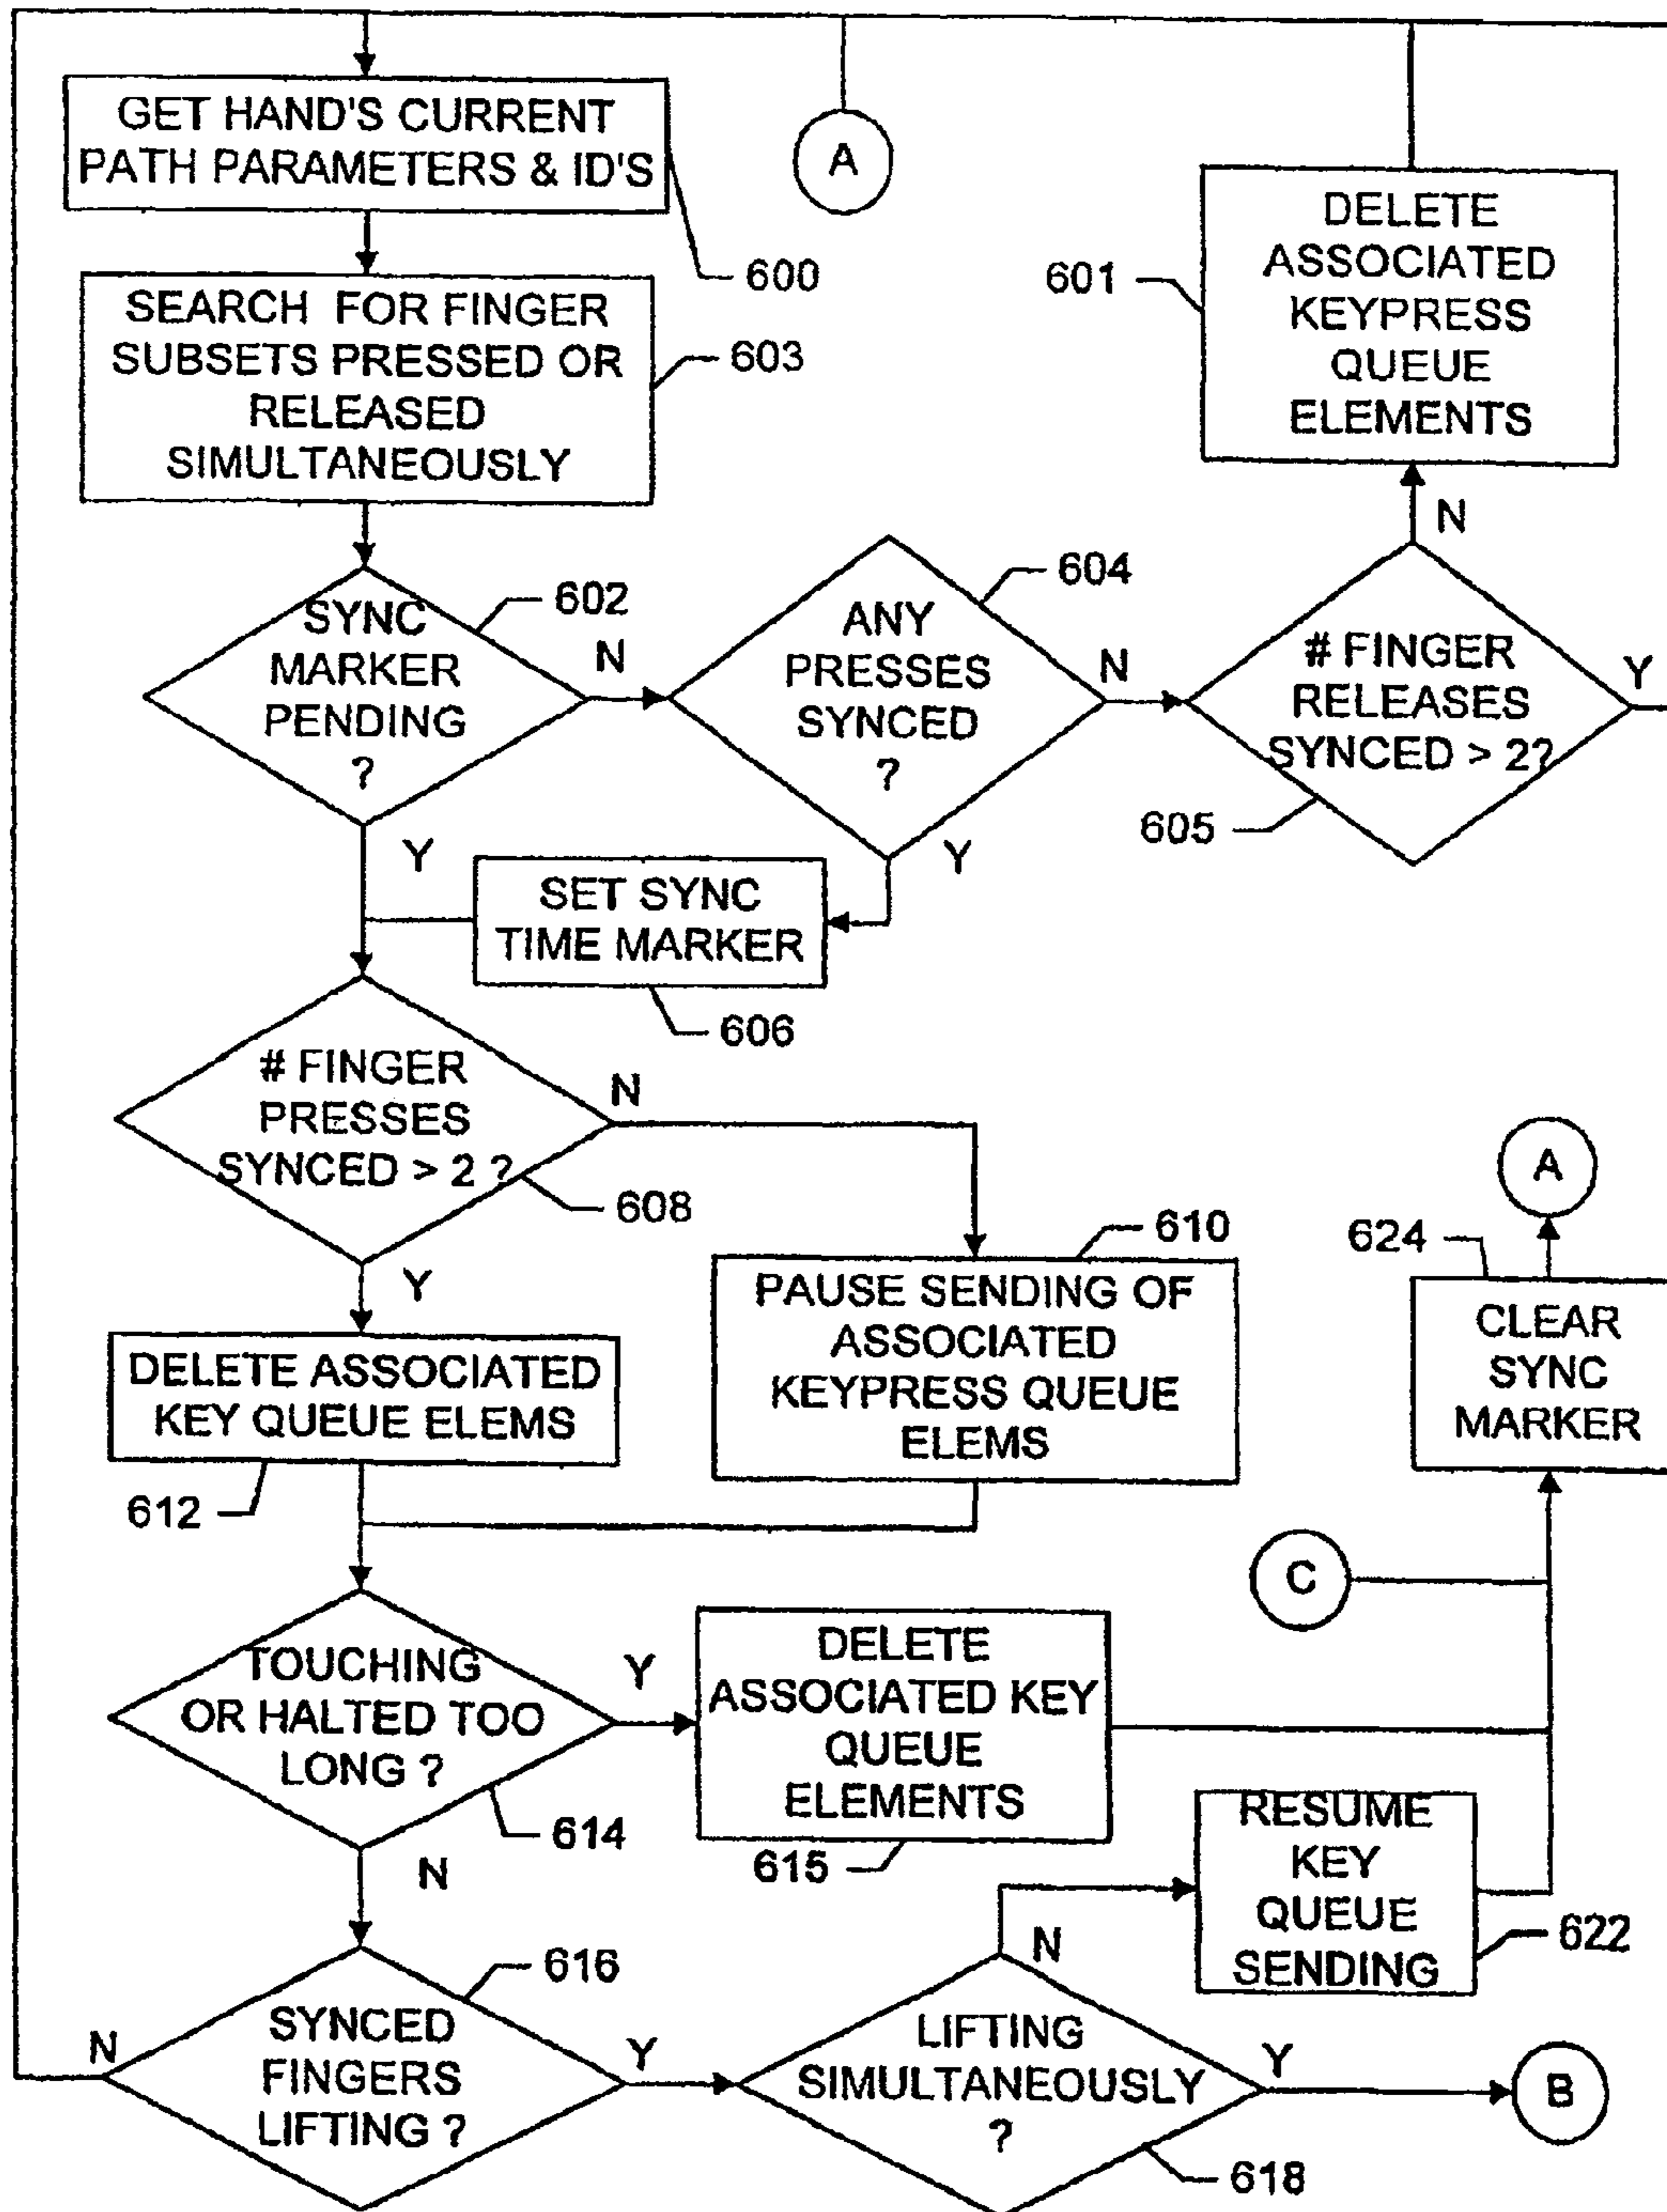 GET HAND'S CURRENT
PATH PARAMETERS & ID'S
600
A
DELETE
ASSOCIATED
KEYPRESS
QUEUE
ELEMENTS
601
SEARCH FOR FINGER
SUBSETS PRESSED OR
RELEASED
SIMULTANEOUSLY
603
N
SYNC
MARKER
PENDING
?
602
N
Y
ANY
PRESSES
SYNCED
?
604
N
Y
# FINGER
RELEASES
SYNCED > 2?
605
Y
SET SYNC
TIME MARKER
606
# FINGER
PRESSES
SYNCED > 2 ?
608
N
Y
610
PAUSE SENDING OF
ASSOCIATED
KEYPRESS QUEUE
ELEMS
A
624
CLEAR
SYNC
MARKER
DELETE ASSOCIATED
KEY QUEUE ELEMS
612
C
TOUCHING
OR HALTED TOO
LONG ?
614
Y
N
DELETE
ASSOCIATED KEY
QUEUE
ELEMENTS
615
RESUME
KEY
QUEUE
SENDING
622
SYNCED
FINGERS
LIFTING ?
616
N
Y
LIFTING
SIMULTANEOUSLY
?
618
N
Y
B